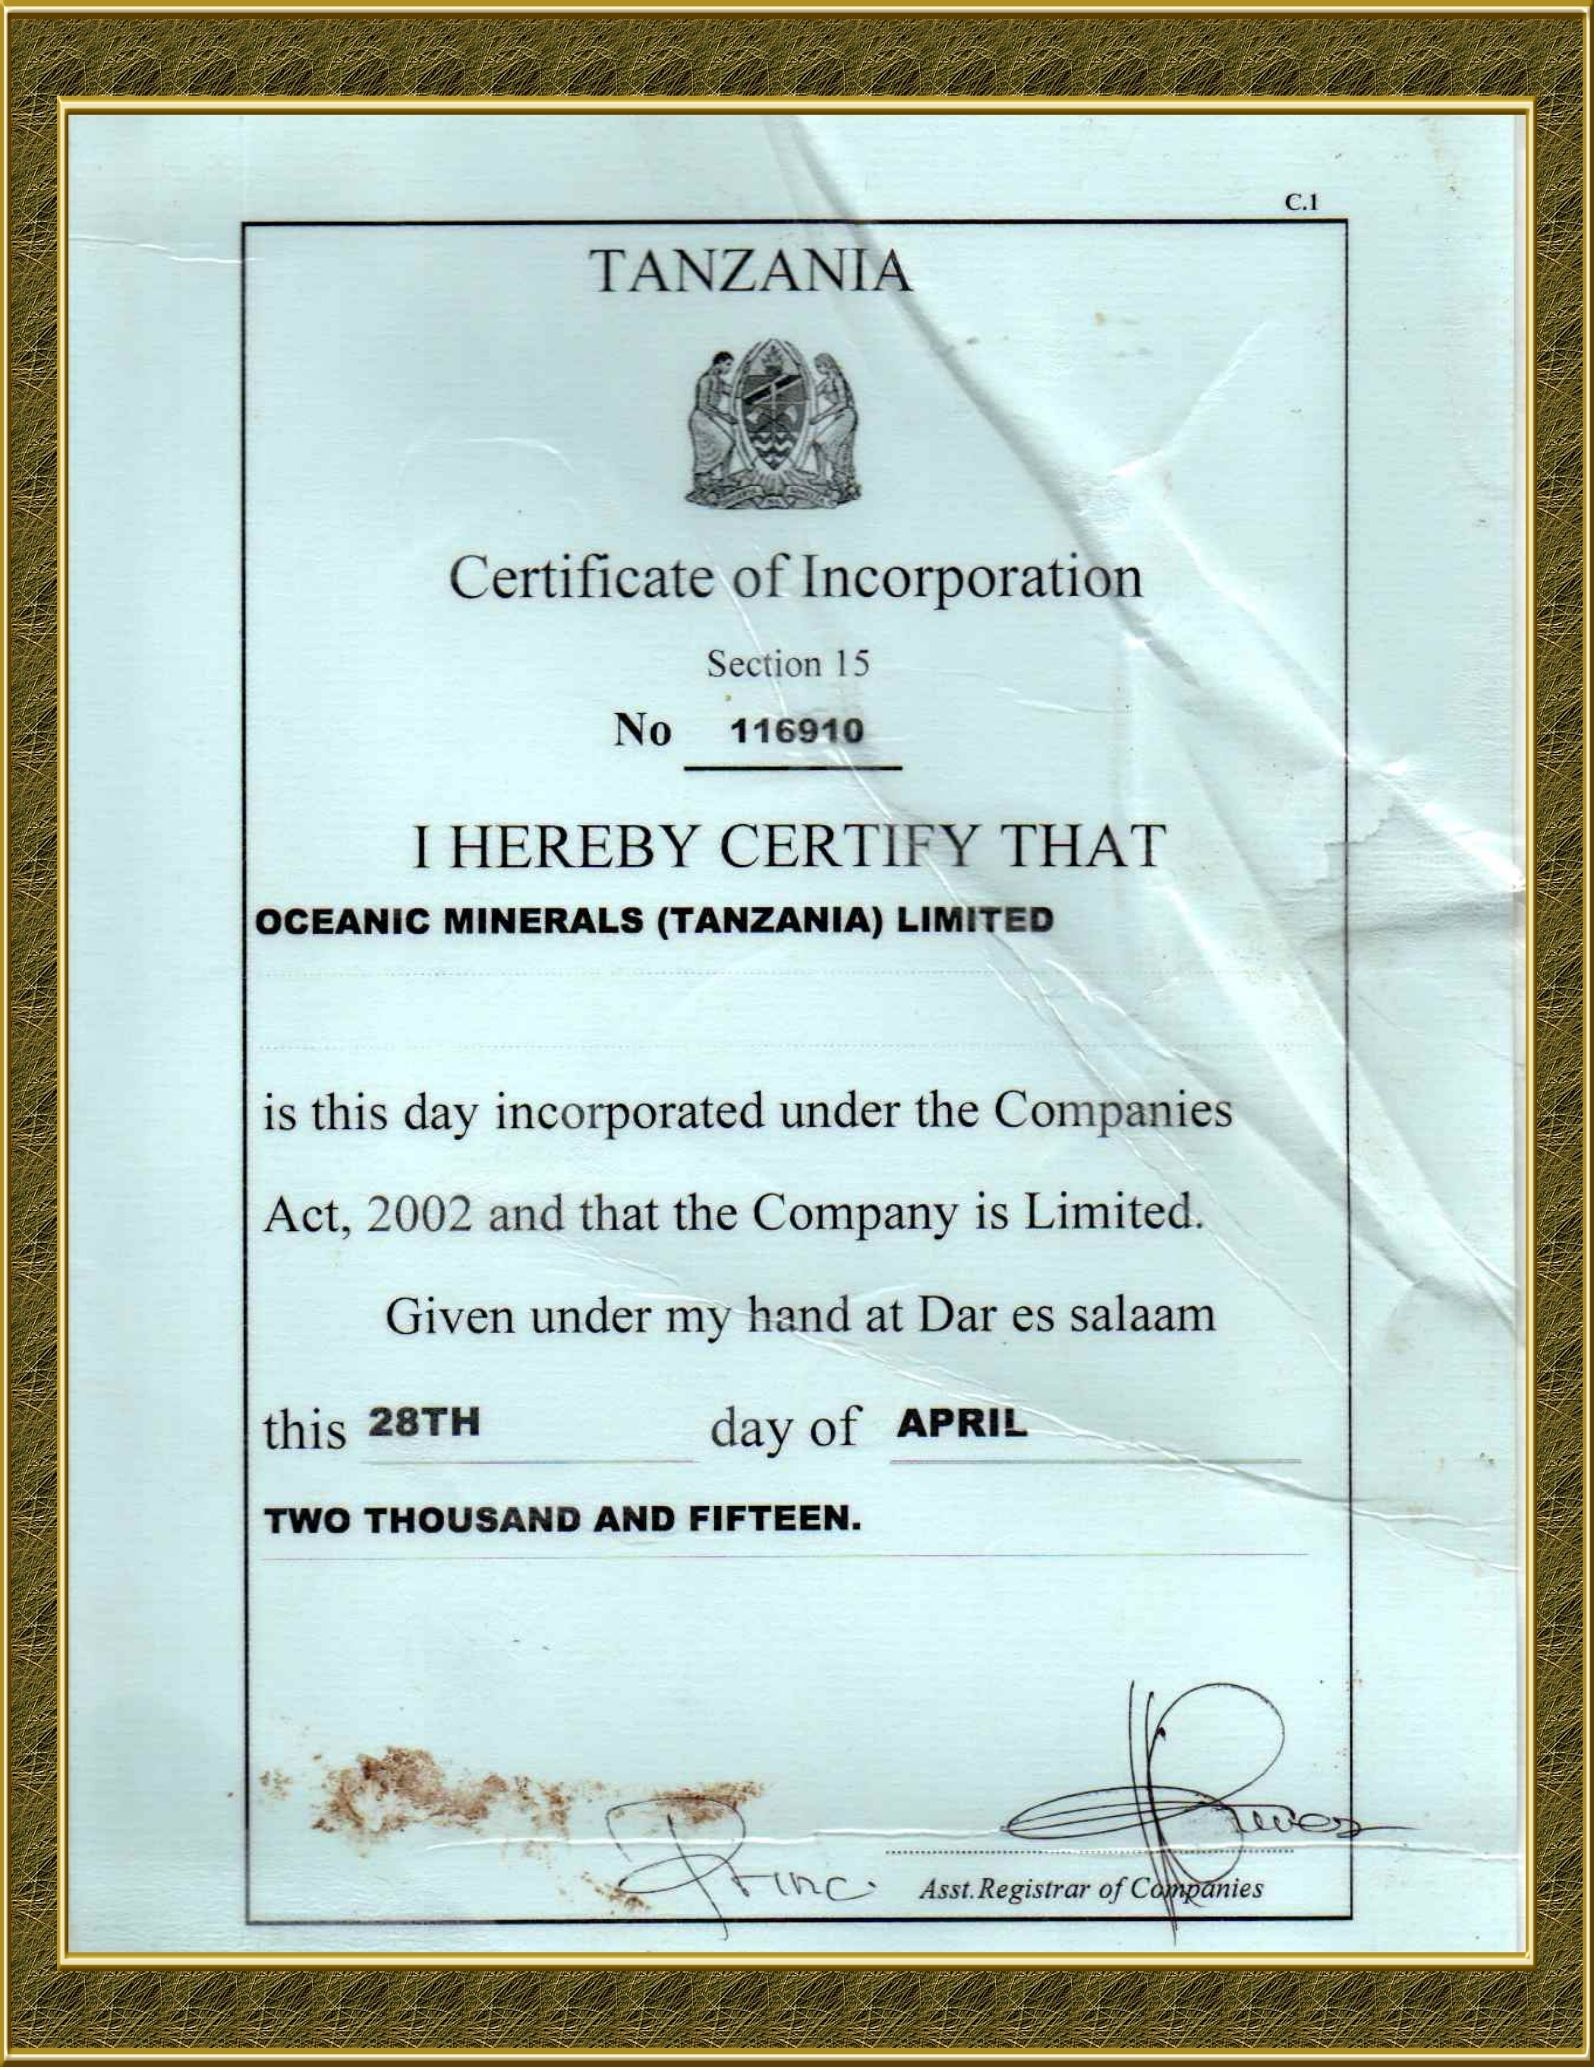 C.1
TANZANIA
Certificate of Incorporation
Section 15
No 116910
I HEREBY CERTIFY THAT
OCEANIC MINERALS (TANZANIA) LIMITED
is this day incorporated under the Companies
Act, 2002 and that the Company is Limited.
Given under my hand at Dar es salaam
this 28TH day of APRIL
TWO THOUSAND AND FIFTEEN.
Asst. Registrar of Companies